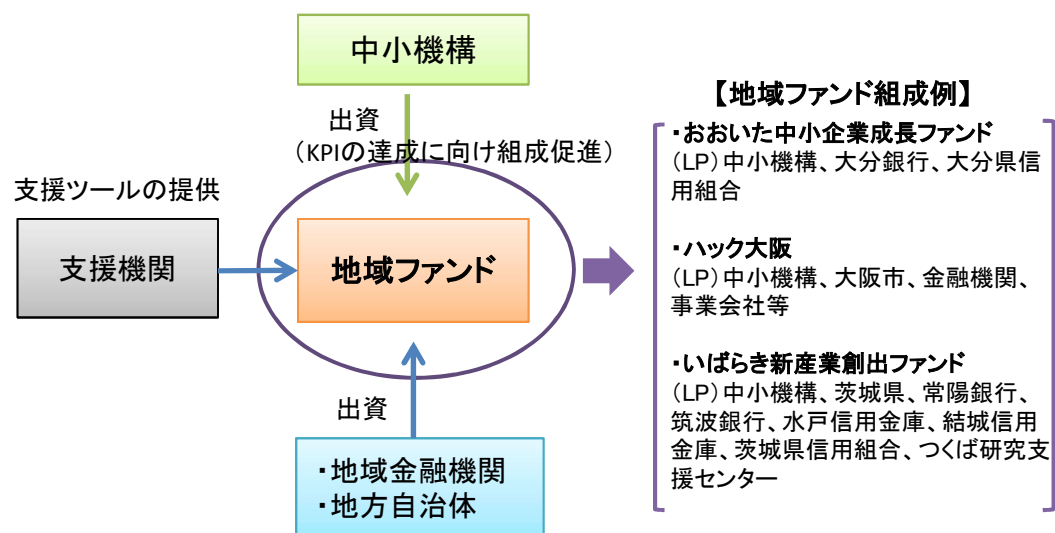 中小機構
出資
（KPIの達成に向け組成促進）
支援ツールの提供
支援機関
地域ファンド
出資
・地域金融機関
・地方自治体
【地域ファンド組成例】
・おおいた中小企業成長ファンド
（LP）中小機構、大分銀行、大分県信
用組合
・ハック大阪
（LP）中小機構、大阪市、金融機関、
事業会社等
・いばらき新産業創出ファンド
（LP）中小機構、茨城県、常陽銀行、
筑波銀行、水戸信用金庫、結城信用
金庫、茨城県信用組合、つくば研究支
援センター